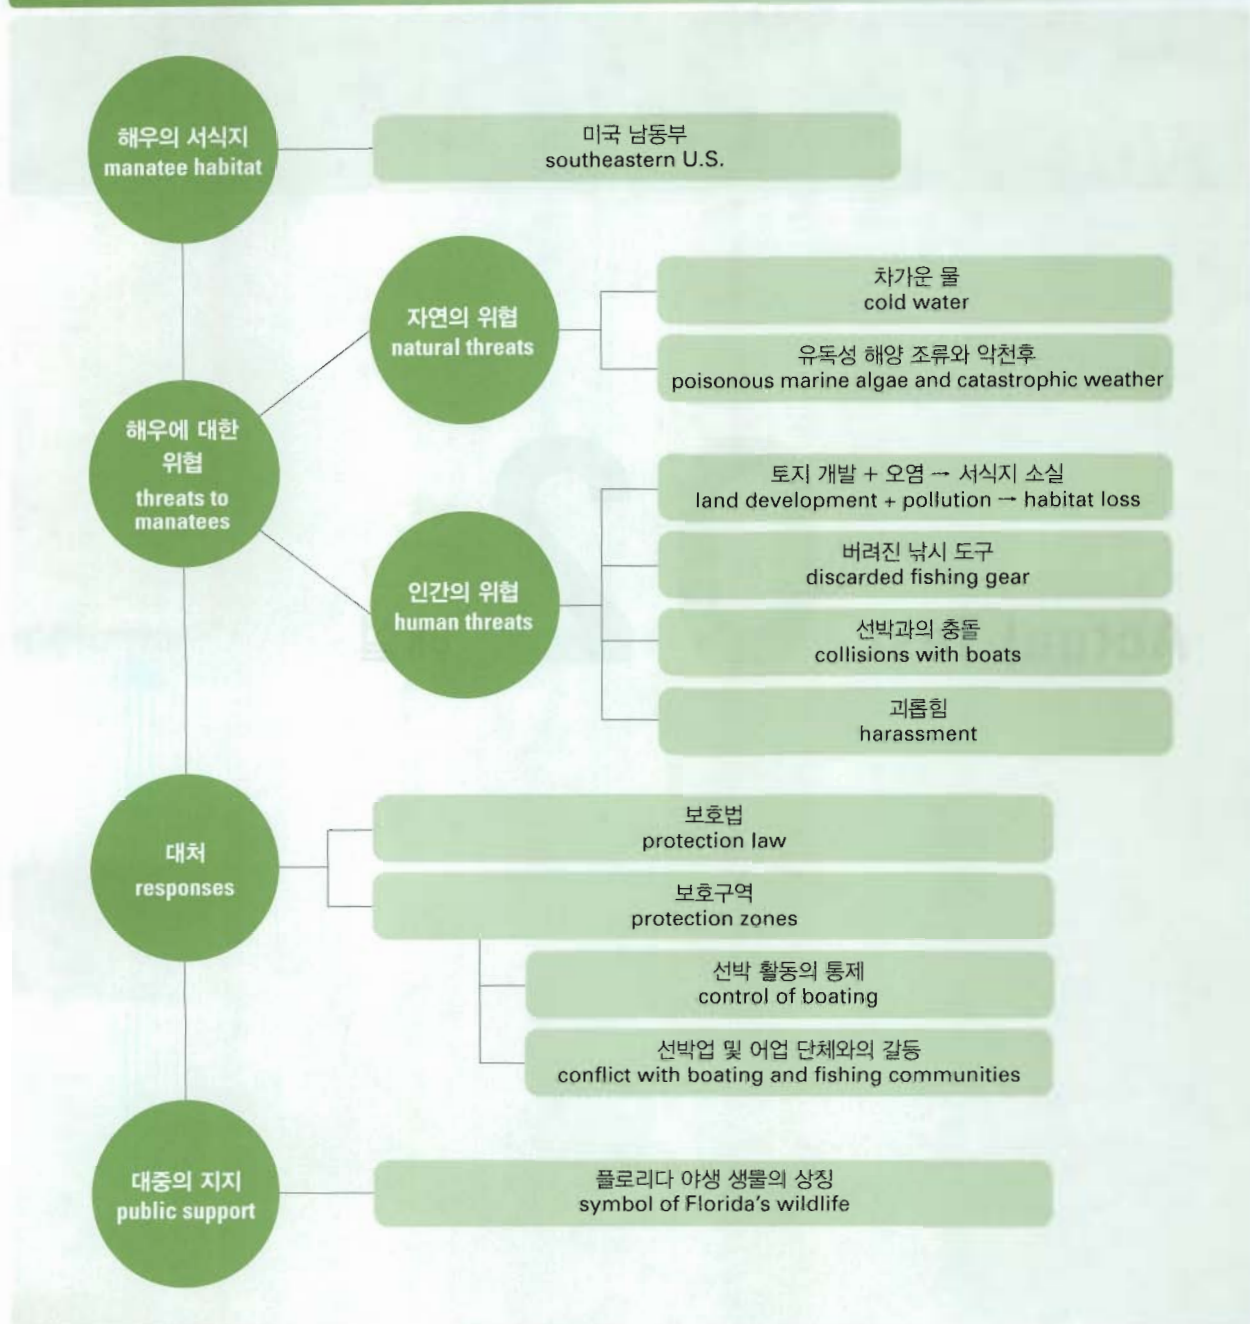 해우의 서식지
manatee habitat
미국 남동부
southeastern U.S.
자연의 위협
natural threats
차가운 물
cold water
유독성 해양 조류와 악천후
poisonous marine algae and catastrophic weather
해우에 대한
위협
threats to
manatees
인간의 위협
human threats
토지 개발 + 오염 → 서식지 소실
land development + pollution → habitat loss
버려진 낚시 도구
discarded fishing gear
선박과의 충돌
collisions with boats
괴롭힘
harassment
대처
responses
보호법
protection law
보호구역
protection zones
선박 활동의 통제
control of boating
선박업 및 어업 단체와의 갈등
conflict with boating and fishing communities
대중의 지지
public support
플로리다 야생 생물의 상징
symbol of Florida's wildlife